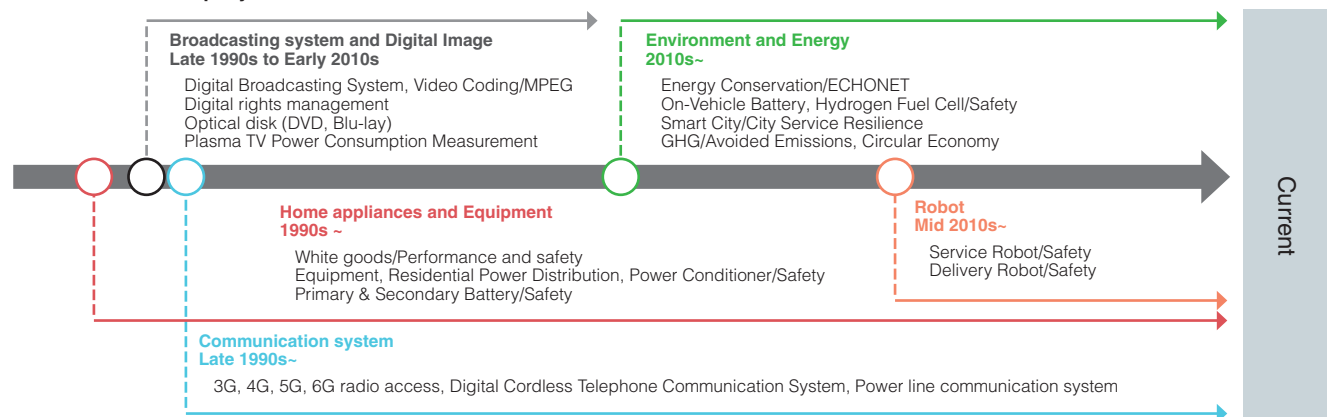 Broadcasting system and Digital Image
Late 1990s to Early 2010s
Digital Broadcasting System, Video Coding/MPEG
Digital rights management
Optical disk (DVD, Blu-lay)
Plasma TV Power Consumption Measurement
Environment and Energy
2010s~
Energy Conservation/ECHONET
On-Vehicle Battery, Hydrogen Fuel Cell/Safety
Smart City/City Service Resilience
GHG/Avoided Emissions, Circular Economy
Home appliances and Equipment
1990s ~
White goods/Performance and safety
Equipment, Residential Power Distribution, Power Conditioner/Safety
Primary & Secondary Battery/Safety
Robot
Mid 2010s~
Service Robot/Safety
Delivery Robot/Safety
Communication system
Late 1990s~
3G, 4G, 5G, 6G radio access, Digital Cordless Telephone Communication System, Power line communication system
Current